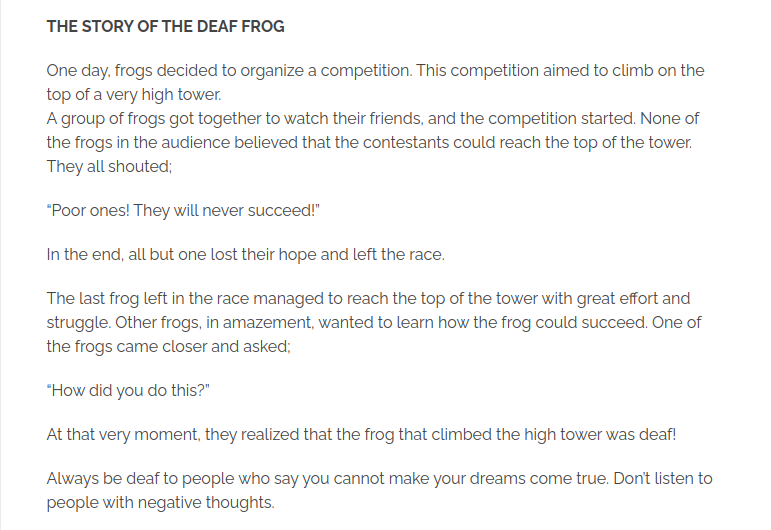 THE STORY OF THE DEAF FROG
One day, frogs decided to organize a competition. This competition aimed to climb on the
top of a very high tower.
A group of frogs got together to watch their friends, and the competition started. None of
the frogs in the audience believed that the contestants could reach the top of the tower.
They all shouted;
“Poor ones! They will never succeed!”
In the end, all but one lost their hope and left the race.
The last frog left in the race managed to reach the top of the tower with great effort and
struggle. Other frogs, in amazement, wanted to learn how the frog could succeed. One of
the frogs came closer and asked;
“How did you do this?”
At that very moment, they realized that the frog that climbed the high tower was deaf!
Always be deaf to people who say you cannot make your dreams come true. Don’t listen to
people with negative thoughts.